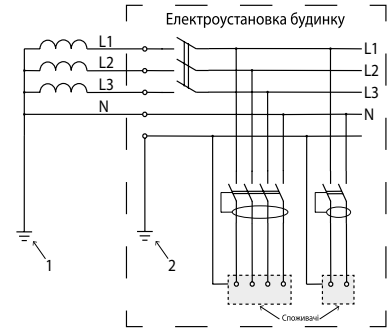 Електроустановка будинку
L1
L1
L2
L2
L3
L3
N
N
1
2
Споживачі